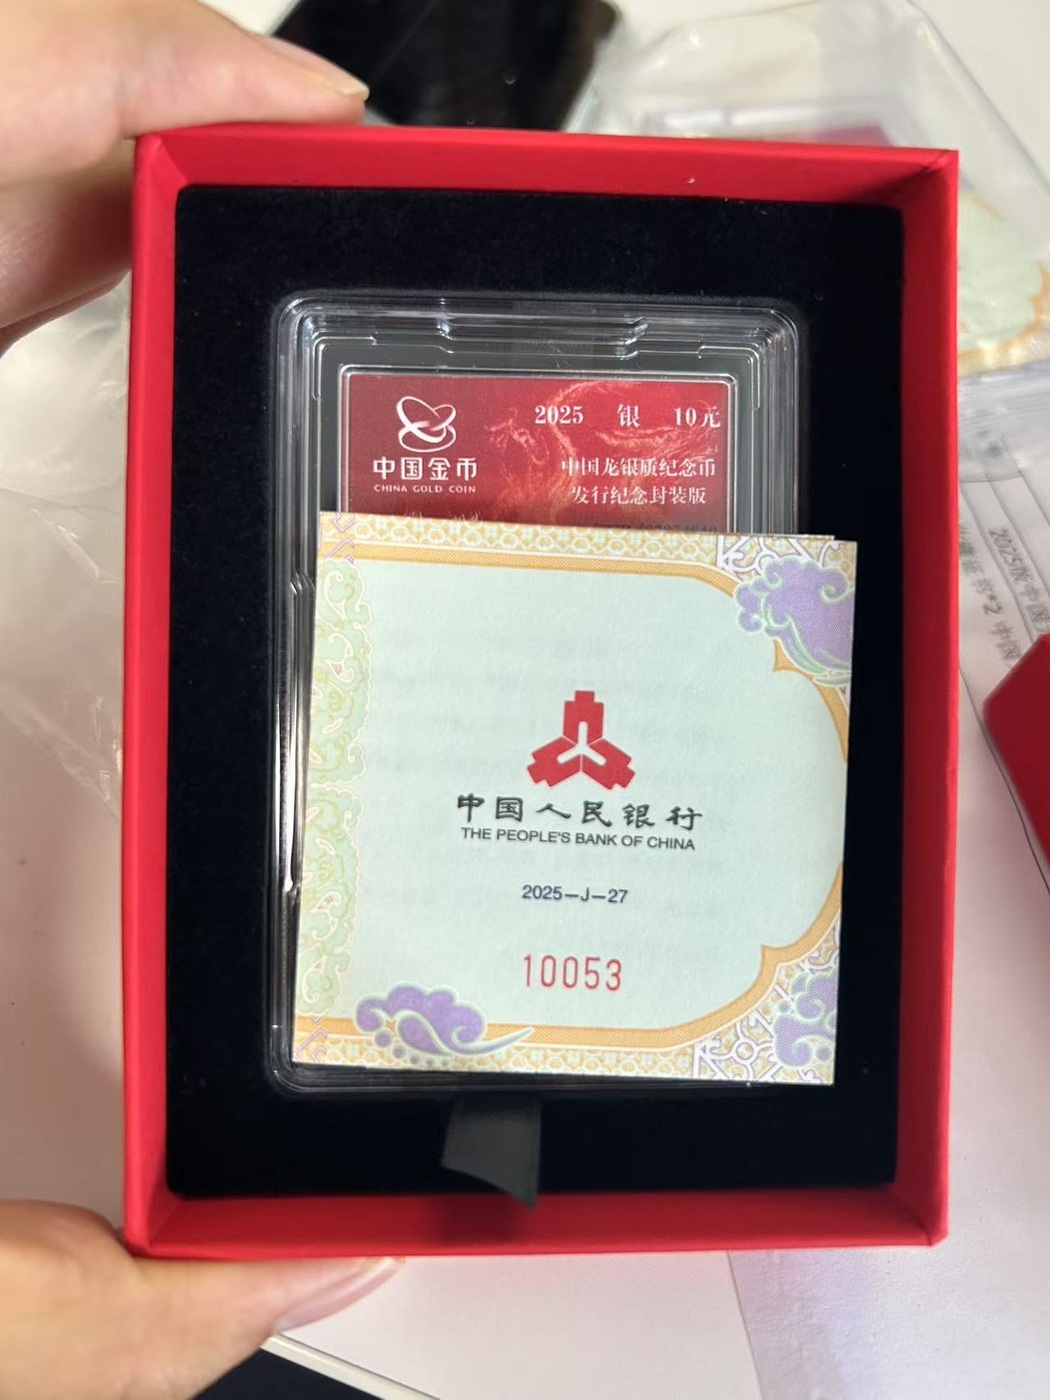 2025 银 10元
中国金币
CHINA GOLD COIN
中国龙银质纪念币
发行纪念封装版
中国人民银行
THE PEOPLE'S BANK OF CHINA
2025—J—27
10053